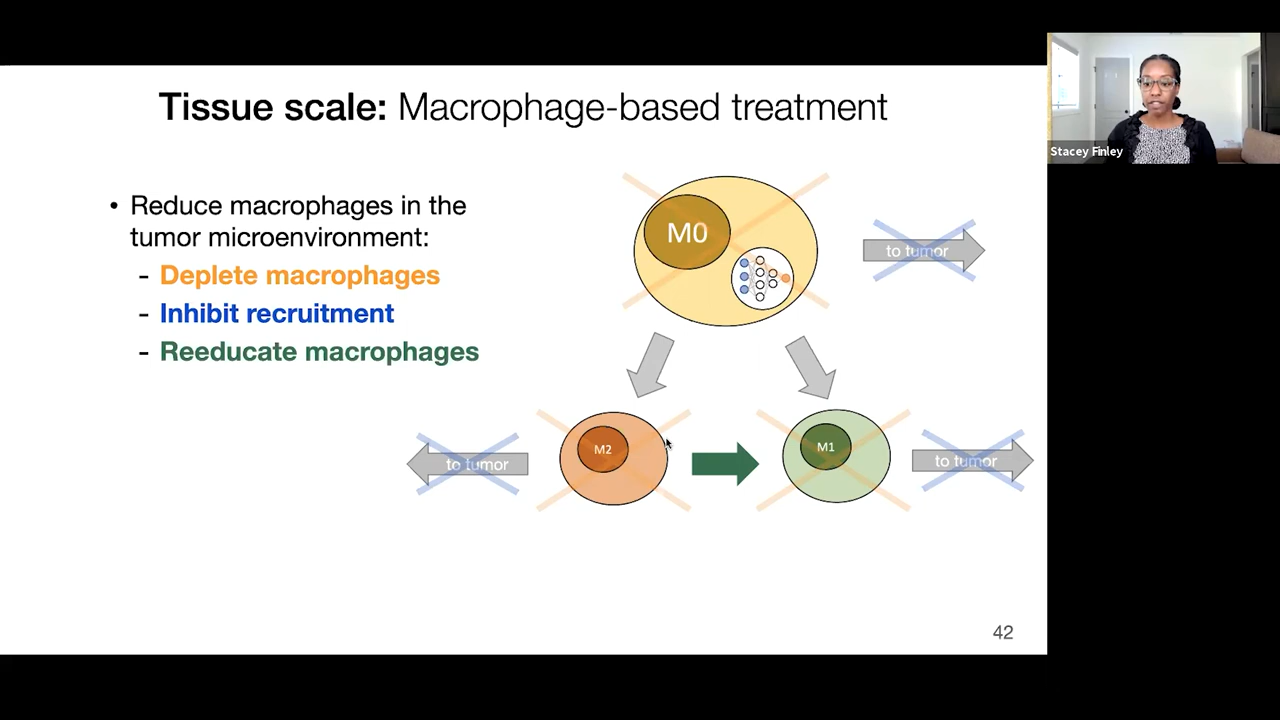 Tissue scale: Macrophage-based treatment
Stacey Finley
• Reduce macrophages in the
tumor microenvironment:
- Deplete macrophages
- Inhibit recruitment
- Reeducate macrophages
M0
to tumor
to tumor
M2
M1
to tumor
42